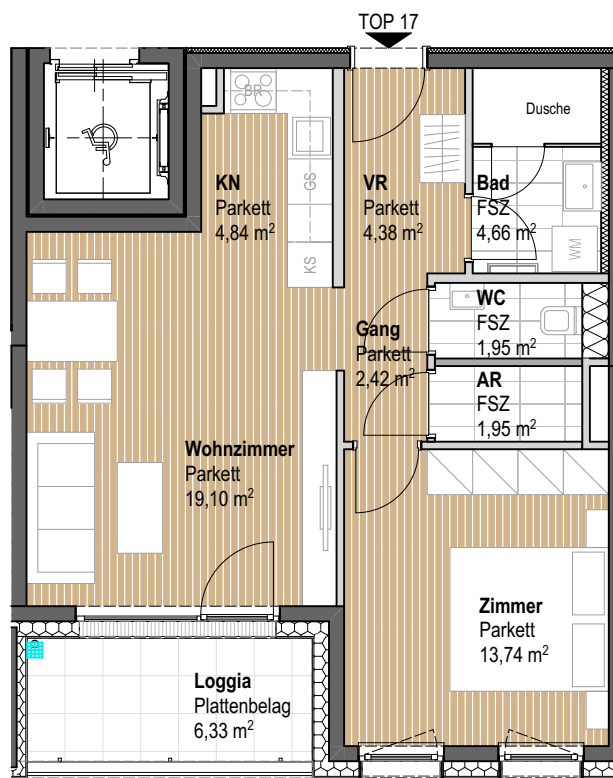 TOP 17
BR
Dusche
KN
Parkett
4,84 m²
GS
KS
VR
Parkett
4,38 m²
Bad
FSZ
4,66 m²
WM
WC
FSZ
1,95 m²
Gang
Parkett
2,42 m²
AR
FSZ
1,95 m²
Wohnzimmer
Parkett
19,10 m²
Zimmer
Parkett
13,74 m²
Loggia
Plattenbelag
6,33 m²